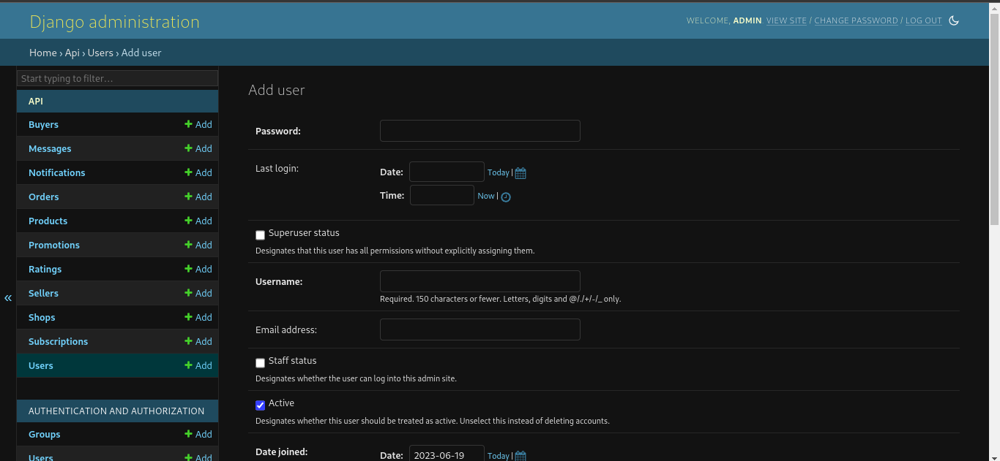 Django administration
WELCOME, ADMIN. VIEW SITE / CHANGE PASSWORD / LOG OUT
Home › Api › Users › Add user
Start typing to filter…
API
Buyers Add
Messages Add
Notifications Add
Orders Add
Products Add
Promotions Add
Ratings Add
Sellers Add
Shops Add
Subscriptions Add
Users Add
AUTHENTICATION AND AUTHORIZATION
Groups Add
Users Add
«
Add user
Password:
Last login:
Date: Today |
Time: Now |
Superuser status
Designates that this user has all permissions without explicitly assigning them.
Username:
Required. 150 characters or fewer. Letters, digits and @/./+/-/_ only.
Email address:
Staff status
Designates whether the user can log into this admin site.
Active
Designates whether this user should be treated as active. Unselect this instead of deleting accounts.
Date joined:
Date: 2023-06-19 Today |